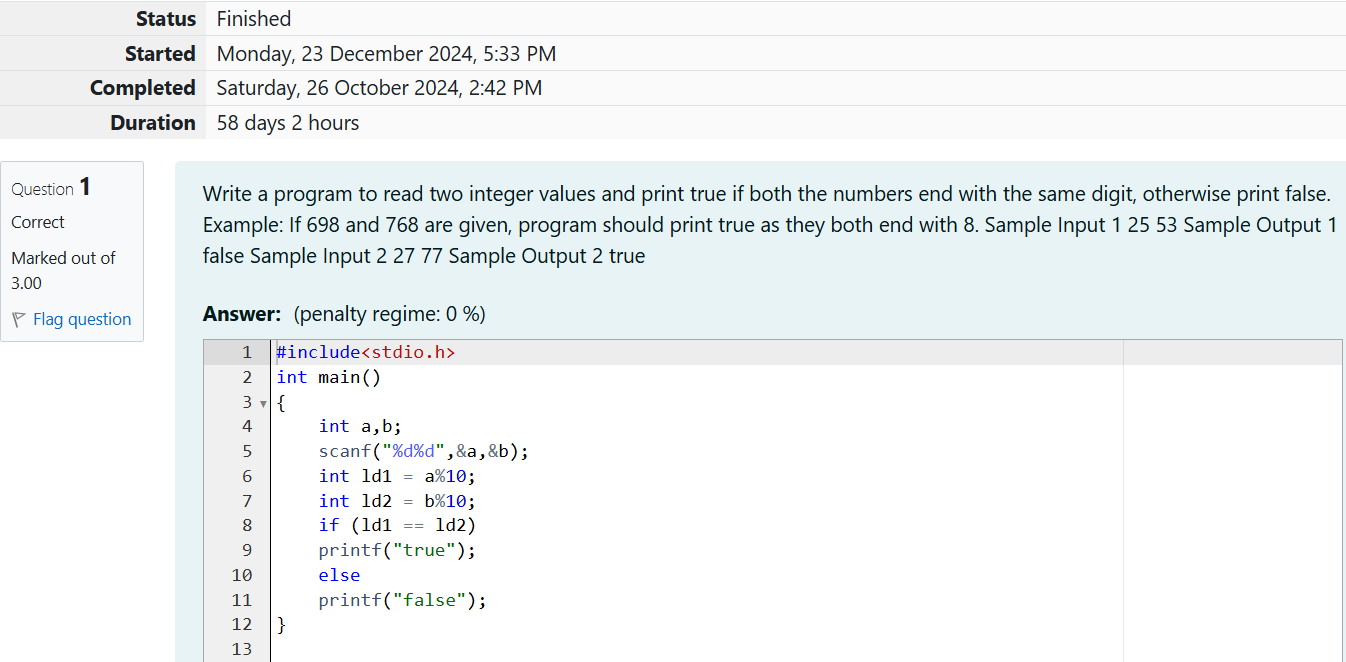 Status Finished
Started Monday, 23 December 2024, 5:33 PM
Completed Saturday, 26 October 2024, 2:42 PM
Duration 58 days 2 hours
Question 1
Correct
Marked out of
3.00
Flag question
Write a program to read two integer values and print true if both the numbers end with the same digit, otherwise print false.
Example: If 698 and 768 are given, program should print true as they both end with 8. Sample Input 1 25 53 Sample Output 1
false Sample Input 2 27 77 Sample Output 2 true
Answer: (penalty regime: 0 %)
1 #include<stdio.h>
2 int main()
3 {
4 int a,b;
5 scanf("%d%d",&a,&b);
6 int ld1 = a%10;
7 int ld2 = b%10;
8 if (ld1 == ld2)
9 printf("true");
10 else
11 printf("false");
12 }
13